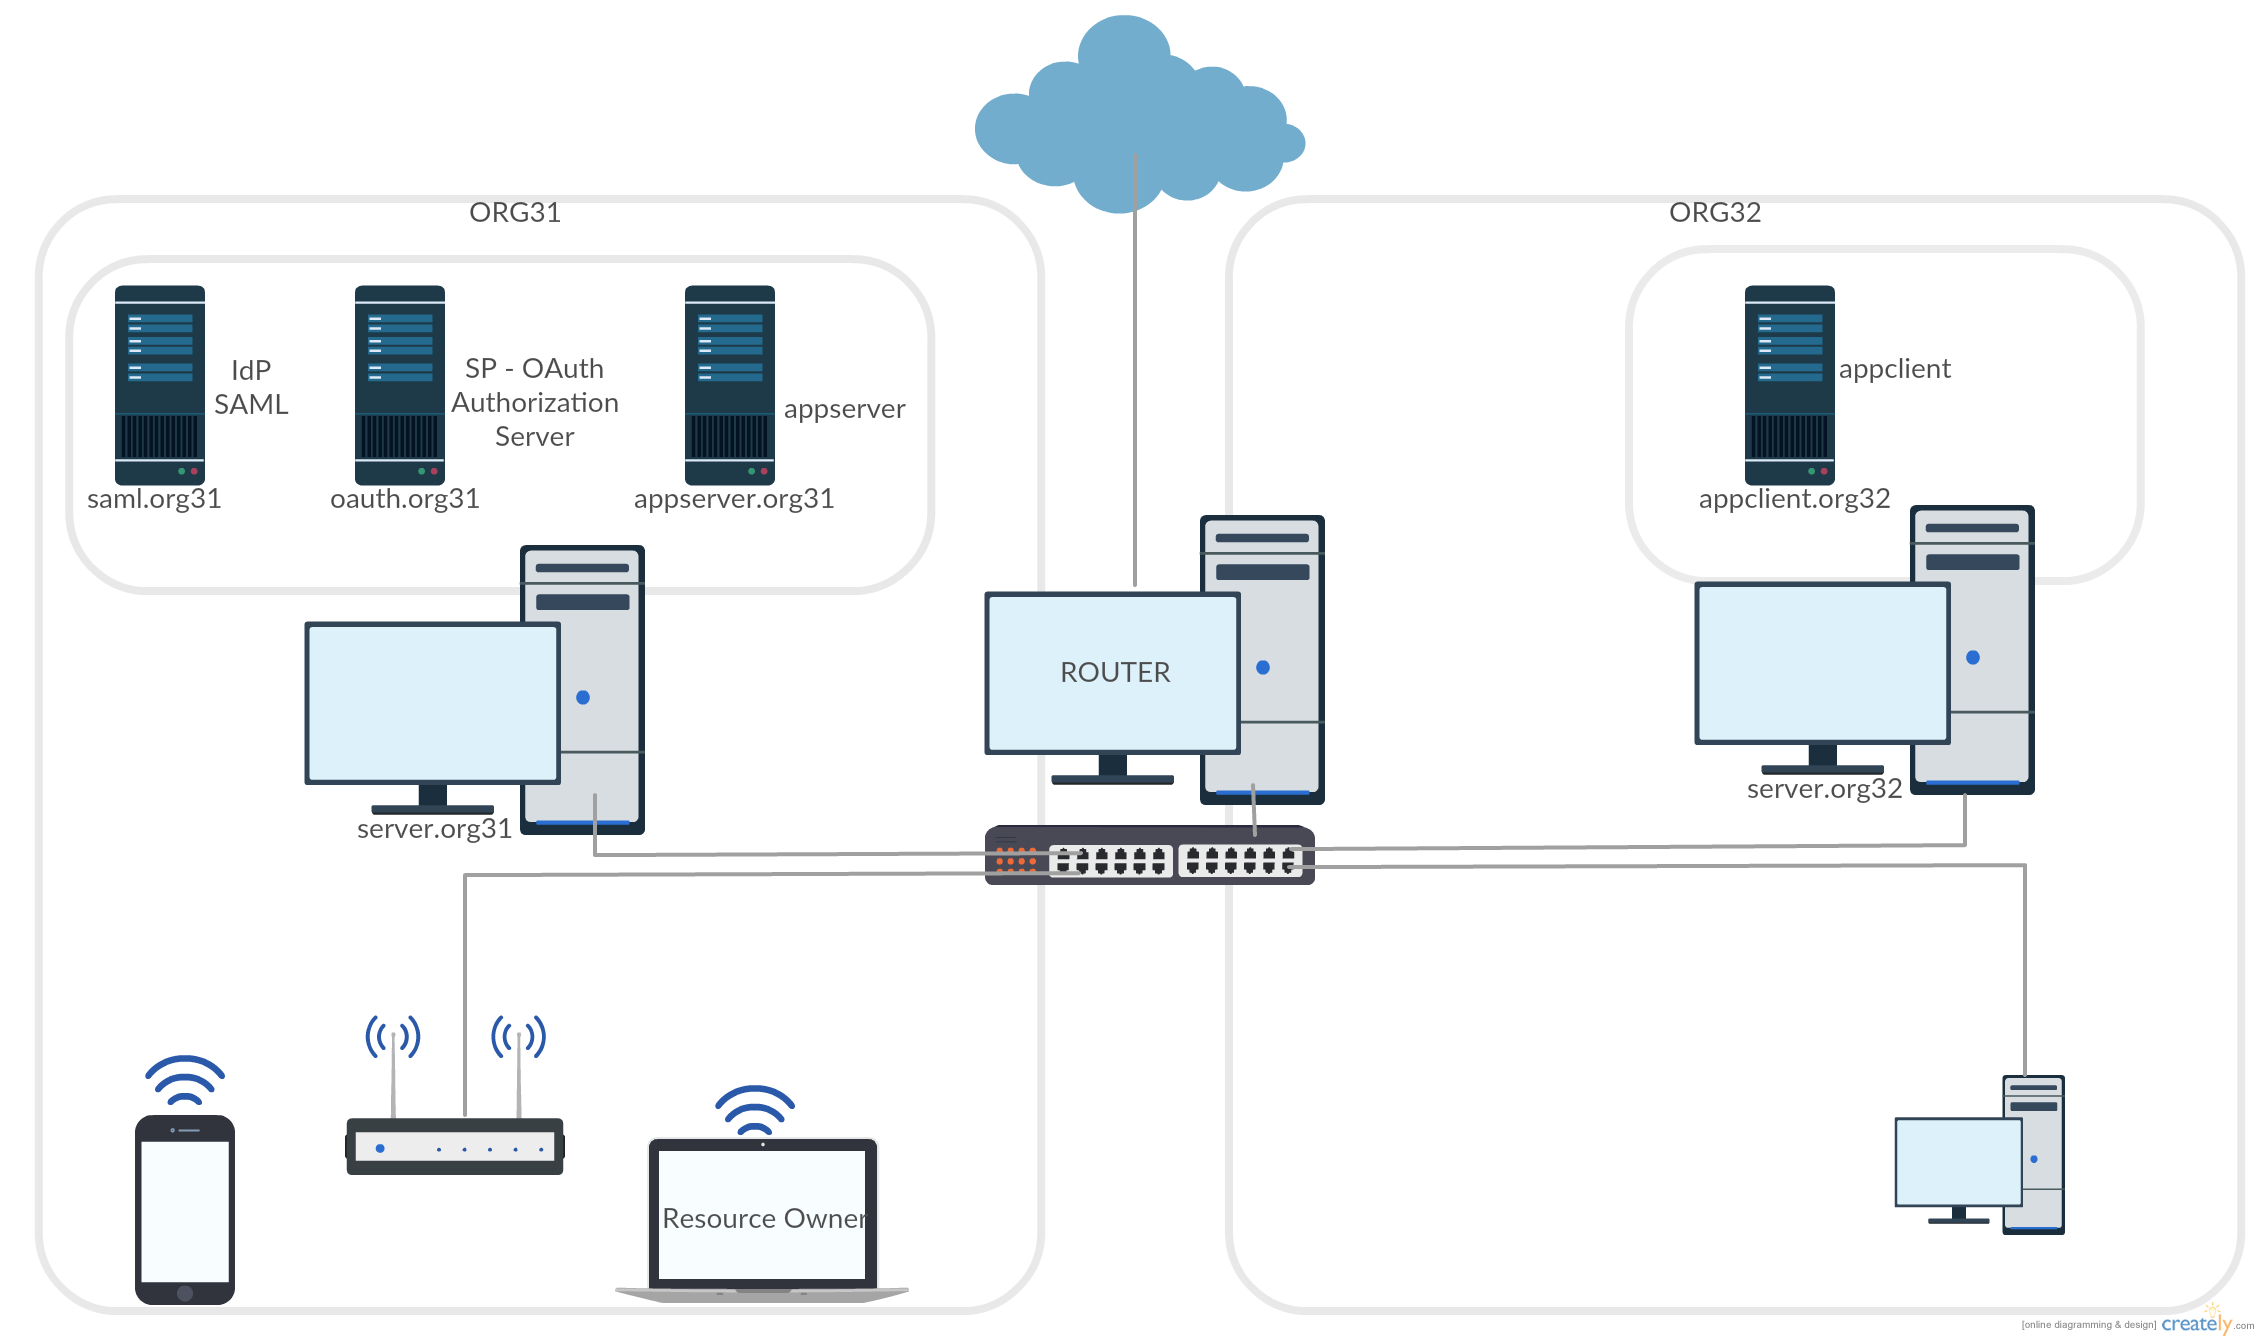 ORG31
ORG32
IdP
SAML
SP - OAuth
Authorization
Server
appserver
appclient
saml.org31
oauth.org31
appserver.org31
appclient.org32
ROUTER
server.org31
server.org32
Resource Owner
[online diagramming & design] creately.com